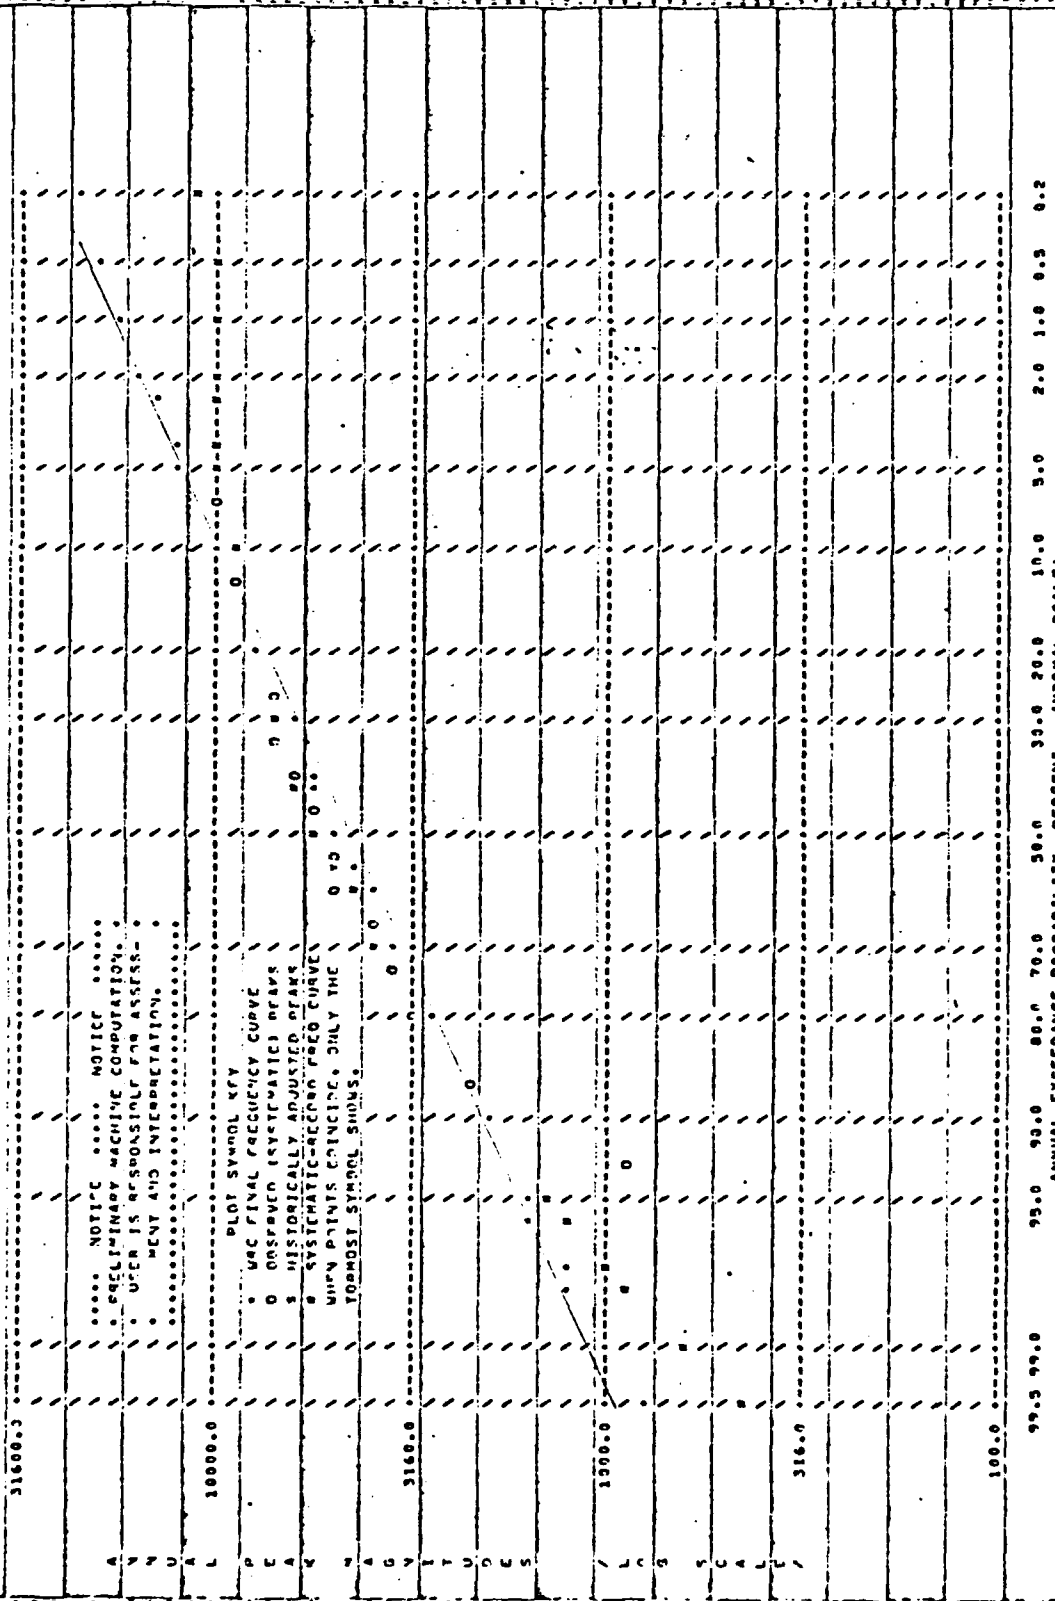 31600.0
***** NOTICE ***** NOTICE *****
* PRELIMINARY MACHINE COMPUTATION. *
* USER IS RESPONSIBLE FOR ASSESS- *
* MENT AND INTERPRETATION. *
10000.0
PLOT SYMBOL KEY
* WRC FINAL FREQUENCY CURVE
O OBSERVED (SYSTEMATIC) PEAKS
$ HISTORICALLY ADJUSTED PEAKS
# SYSTEMATIC-RECORD FREQ CURVE
WHEN POINTS COINCIDE, ONLY THE
TOPMOST SYMBOL SHOWS.
ANNUAL PEAK MAGNITUDES /LOG SCALE/
3160.0
1000.0
316.0
100.0
99.5 99.0 95.0 90.0 80.0 70.0 50.0 30.0 20.0 10.0 5.0 2.0 1.0 0.5 0.2